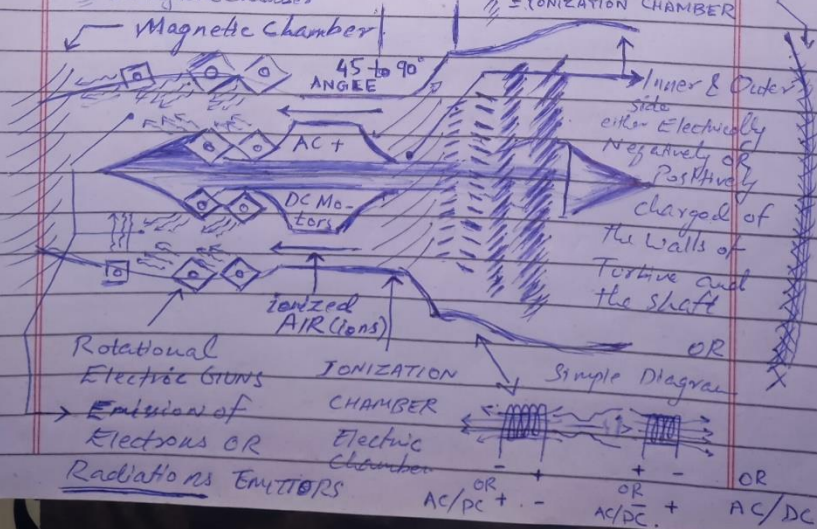 IONIZATION CHAMBER
Magnetic Chamber
45 to 90°
ANGEE
AC +
DC Mo-
tors
Inner & Outer
side
either Electrically
Negatively OR
Positively
charged of
the walls of
Turbine and
the shaft
OR
ionized
AIR (ions)
Rotational
Electric GUNS
Emission of
Electrons OR
Radiations EMITTORS
IONIZATION
CHAMBER
Electric
Chamber
Simple Diagram
- +
OR
AC/DC + -
+ -
OR
AC/DC - +
OR
AC/DC